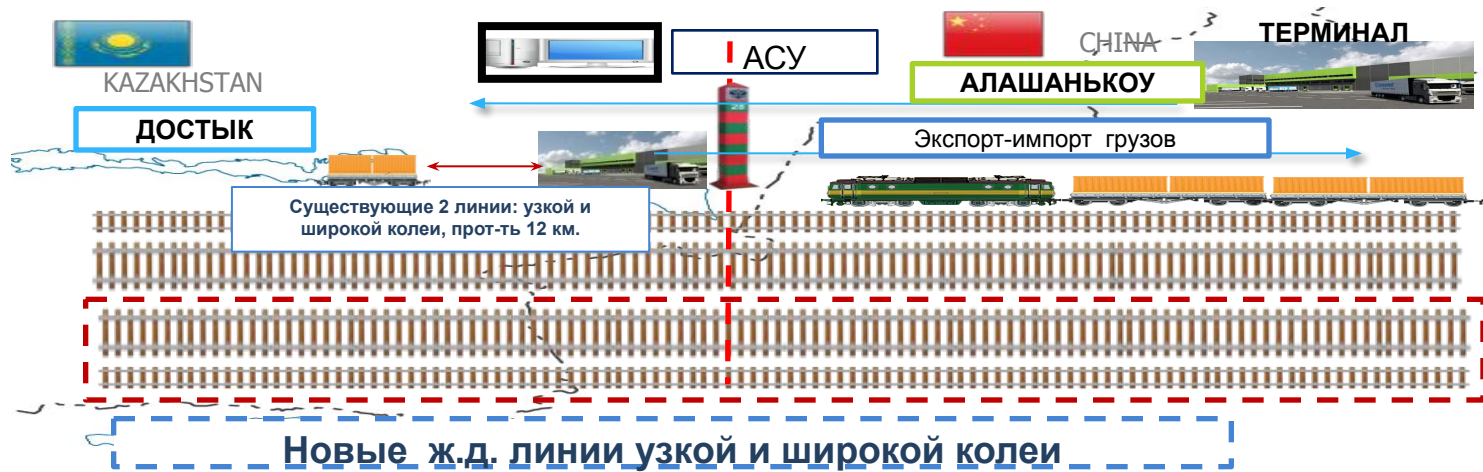 KAZAKHSTAN
ДОСТЫК
АСУ
CHINA
АЛАШАНЬКОУ
ТЕРМИНАЛ
Экспорт-импорт грузов
Существующие 2 линии: узкой и
широкой колеи, прот-ть 12 км.
Новые ж.д. линии узкой и широкой колеи